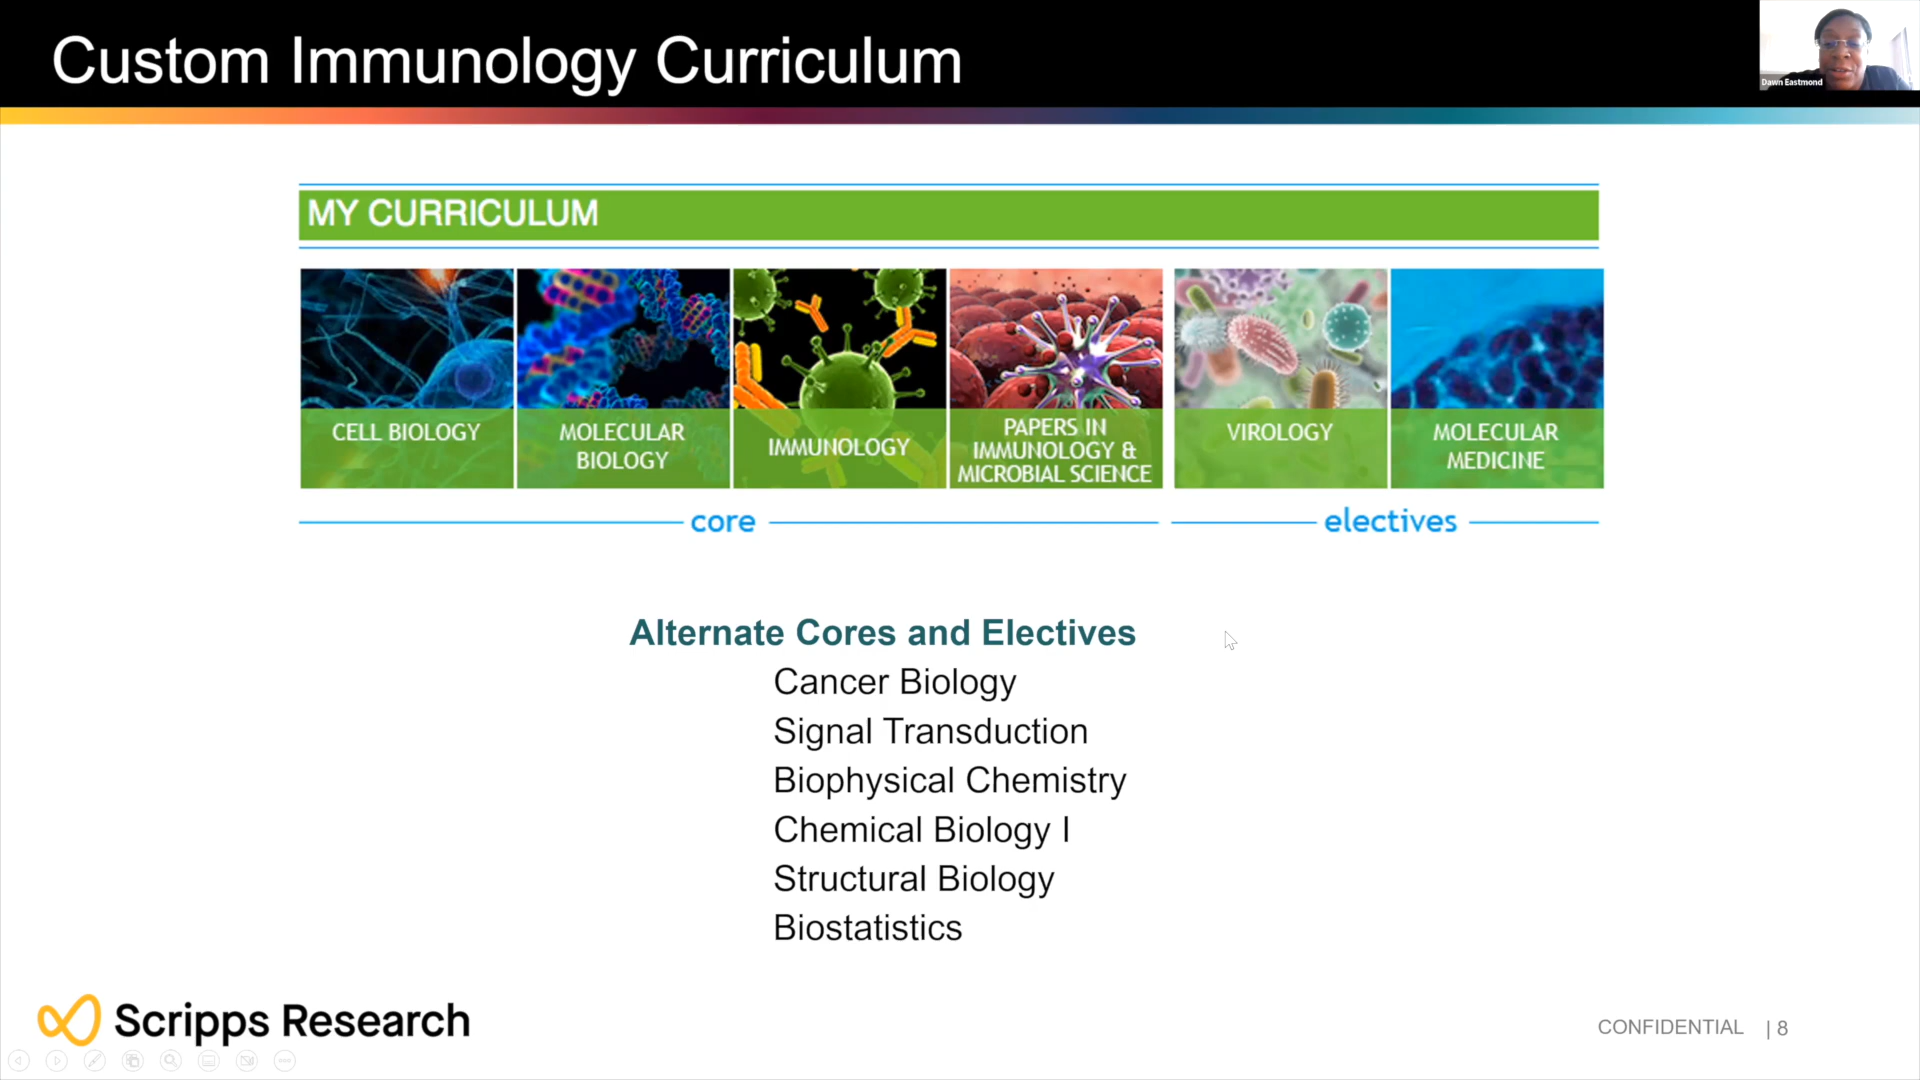 Custom Immunology Curriculum
Dawn Eastmond
MY CURRICULUM
CELL BIOLOGY
MOLECULAR
BIOLOGY
IMMUNOLOGY
PAPERS IN
IMMUNOLOGY &
MICROBIAL SCIENCE
VIROLOGY
MOLECULAR
MEDICINE
core
electives
Alternate Cores and Electives
Cancer Biology
Signal Transduction
Biophysical Chemistry
Chemical Biology I
Structural Biology
Biostatistics
Scripps Research
CONFIDENTIAL | 8